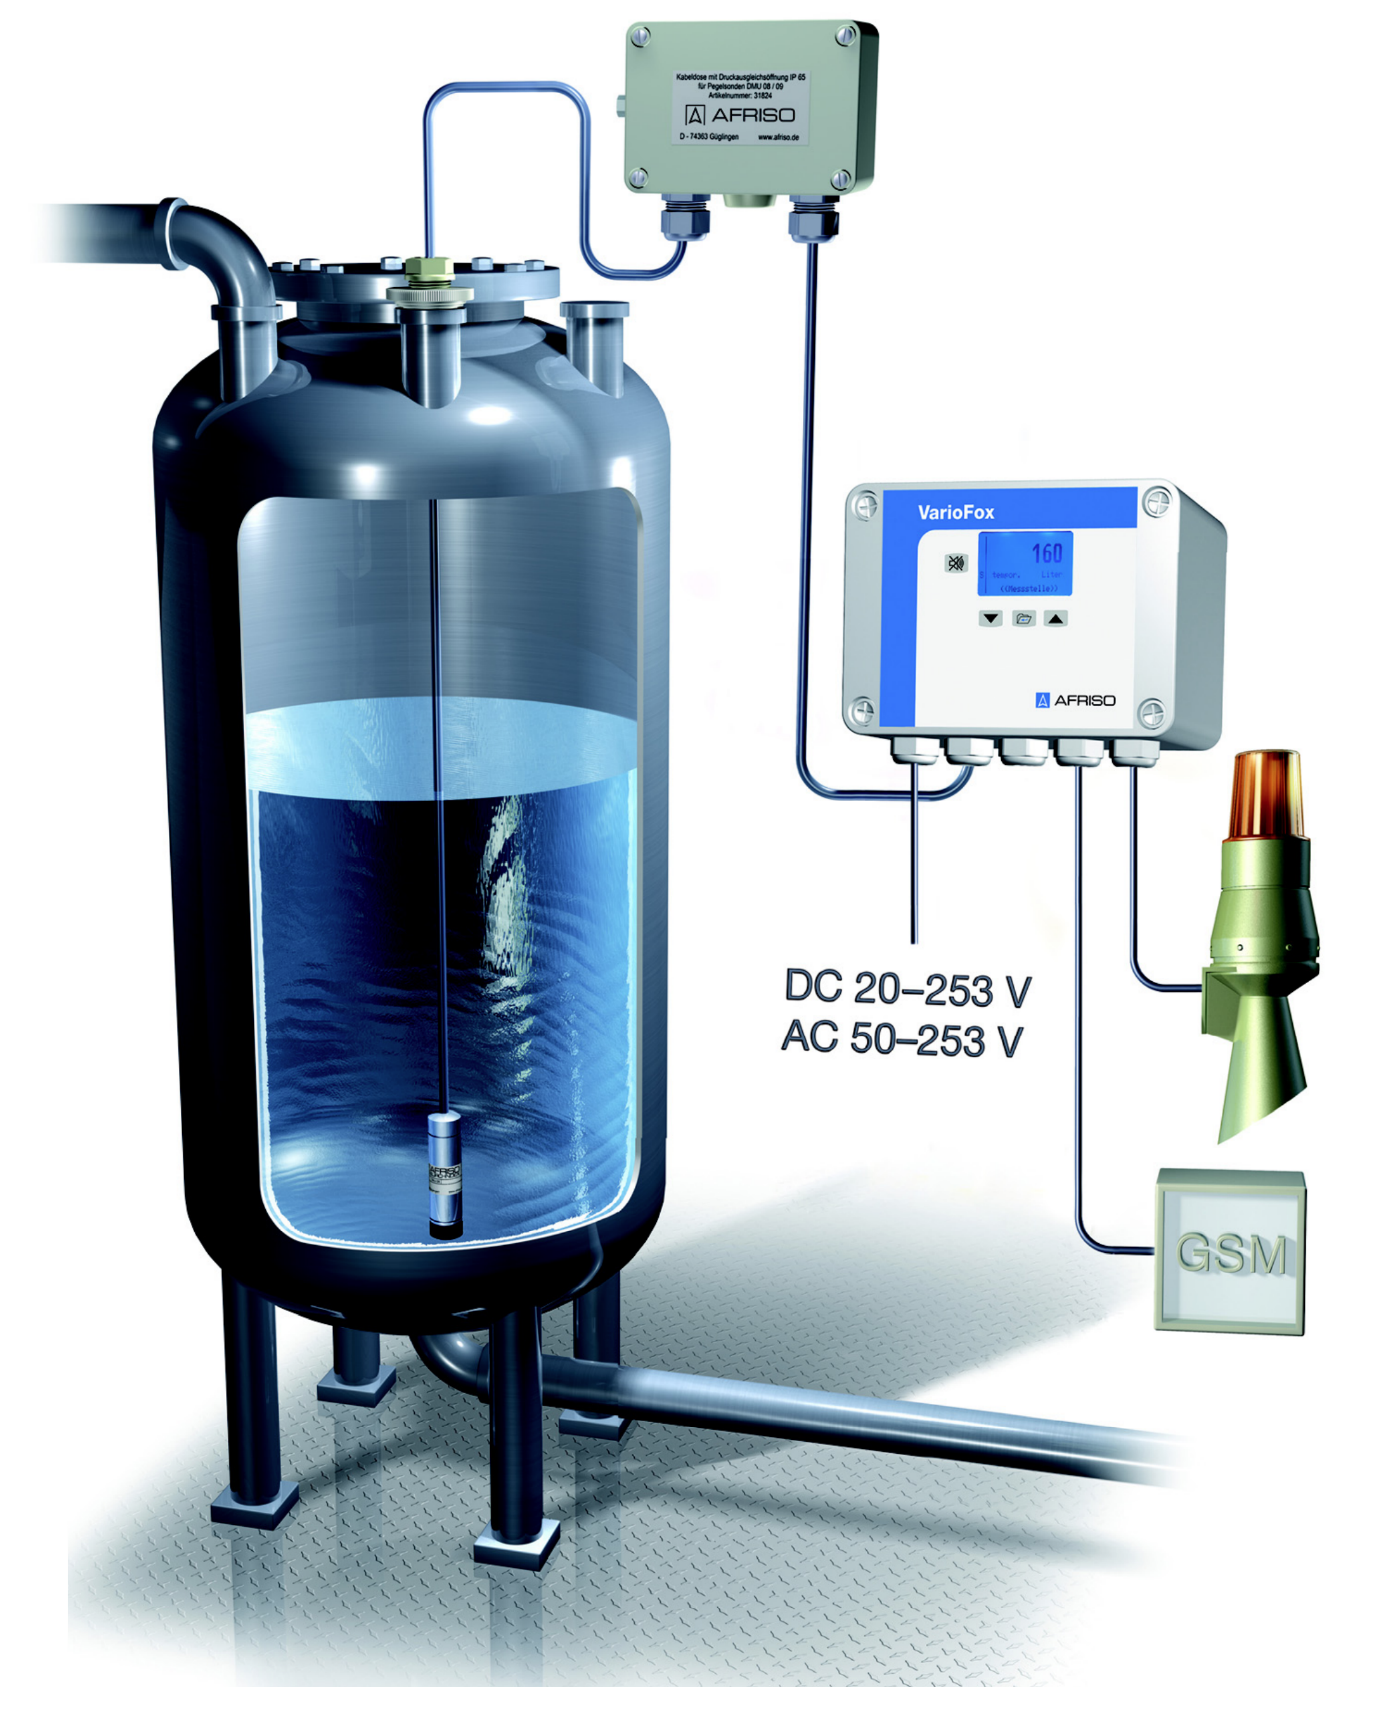 Kabeldose mit Druckausgleichsöffnung IP 65
für Pegelsonden DMU 08 / 09
Artikelnummer: 31824
AFRISO
D - 74363 Güglingen www.afriso.de
VarioFox
160
Liter
((Messstelle))
AFRISO
DC 20–253 V
AC 50–253 V
AFRISO
GSM